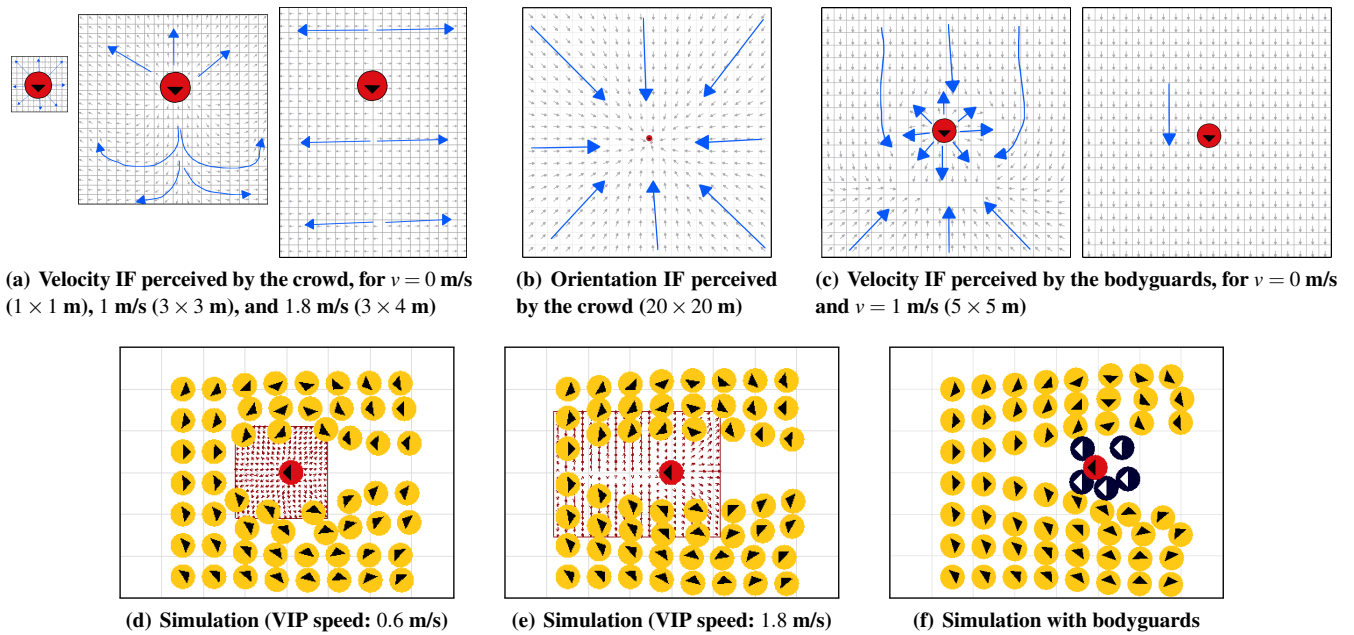 (a) Velocity IF perceived by the crowd, for v = 0 m/s
(1 × 1 m), 1 m/s (3 × 3 m), and 1.8 m/s (3 × 4 m)
(b) Orientation IF perceived
by the crowd (20 × 20 m)
(c) Velocity IF perceived by the bodyguards, for v = 0 m/s
and v = 1 m/s (5 × 5 m)
(d) Simulation (VIP speed: 0.6 m/s)
(e) Simulation (VIP speed: 1.8 m/s)
(f) Simulation with bodyguards